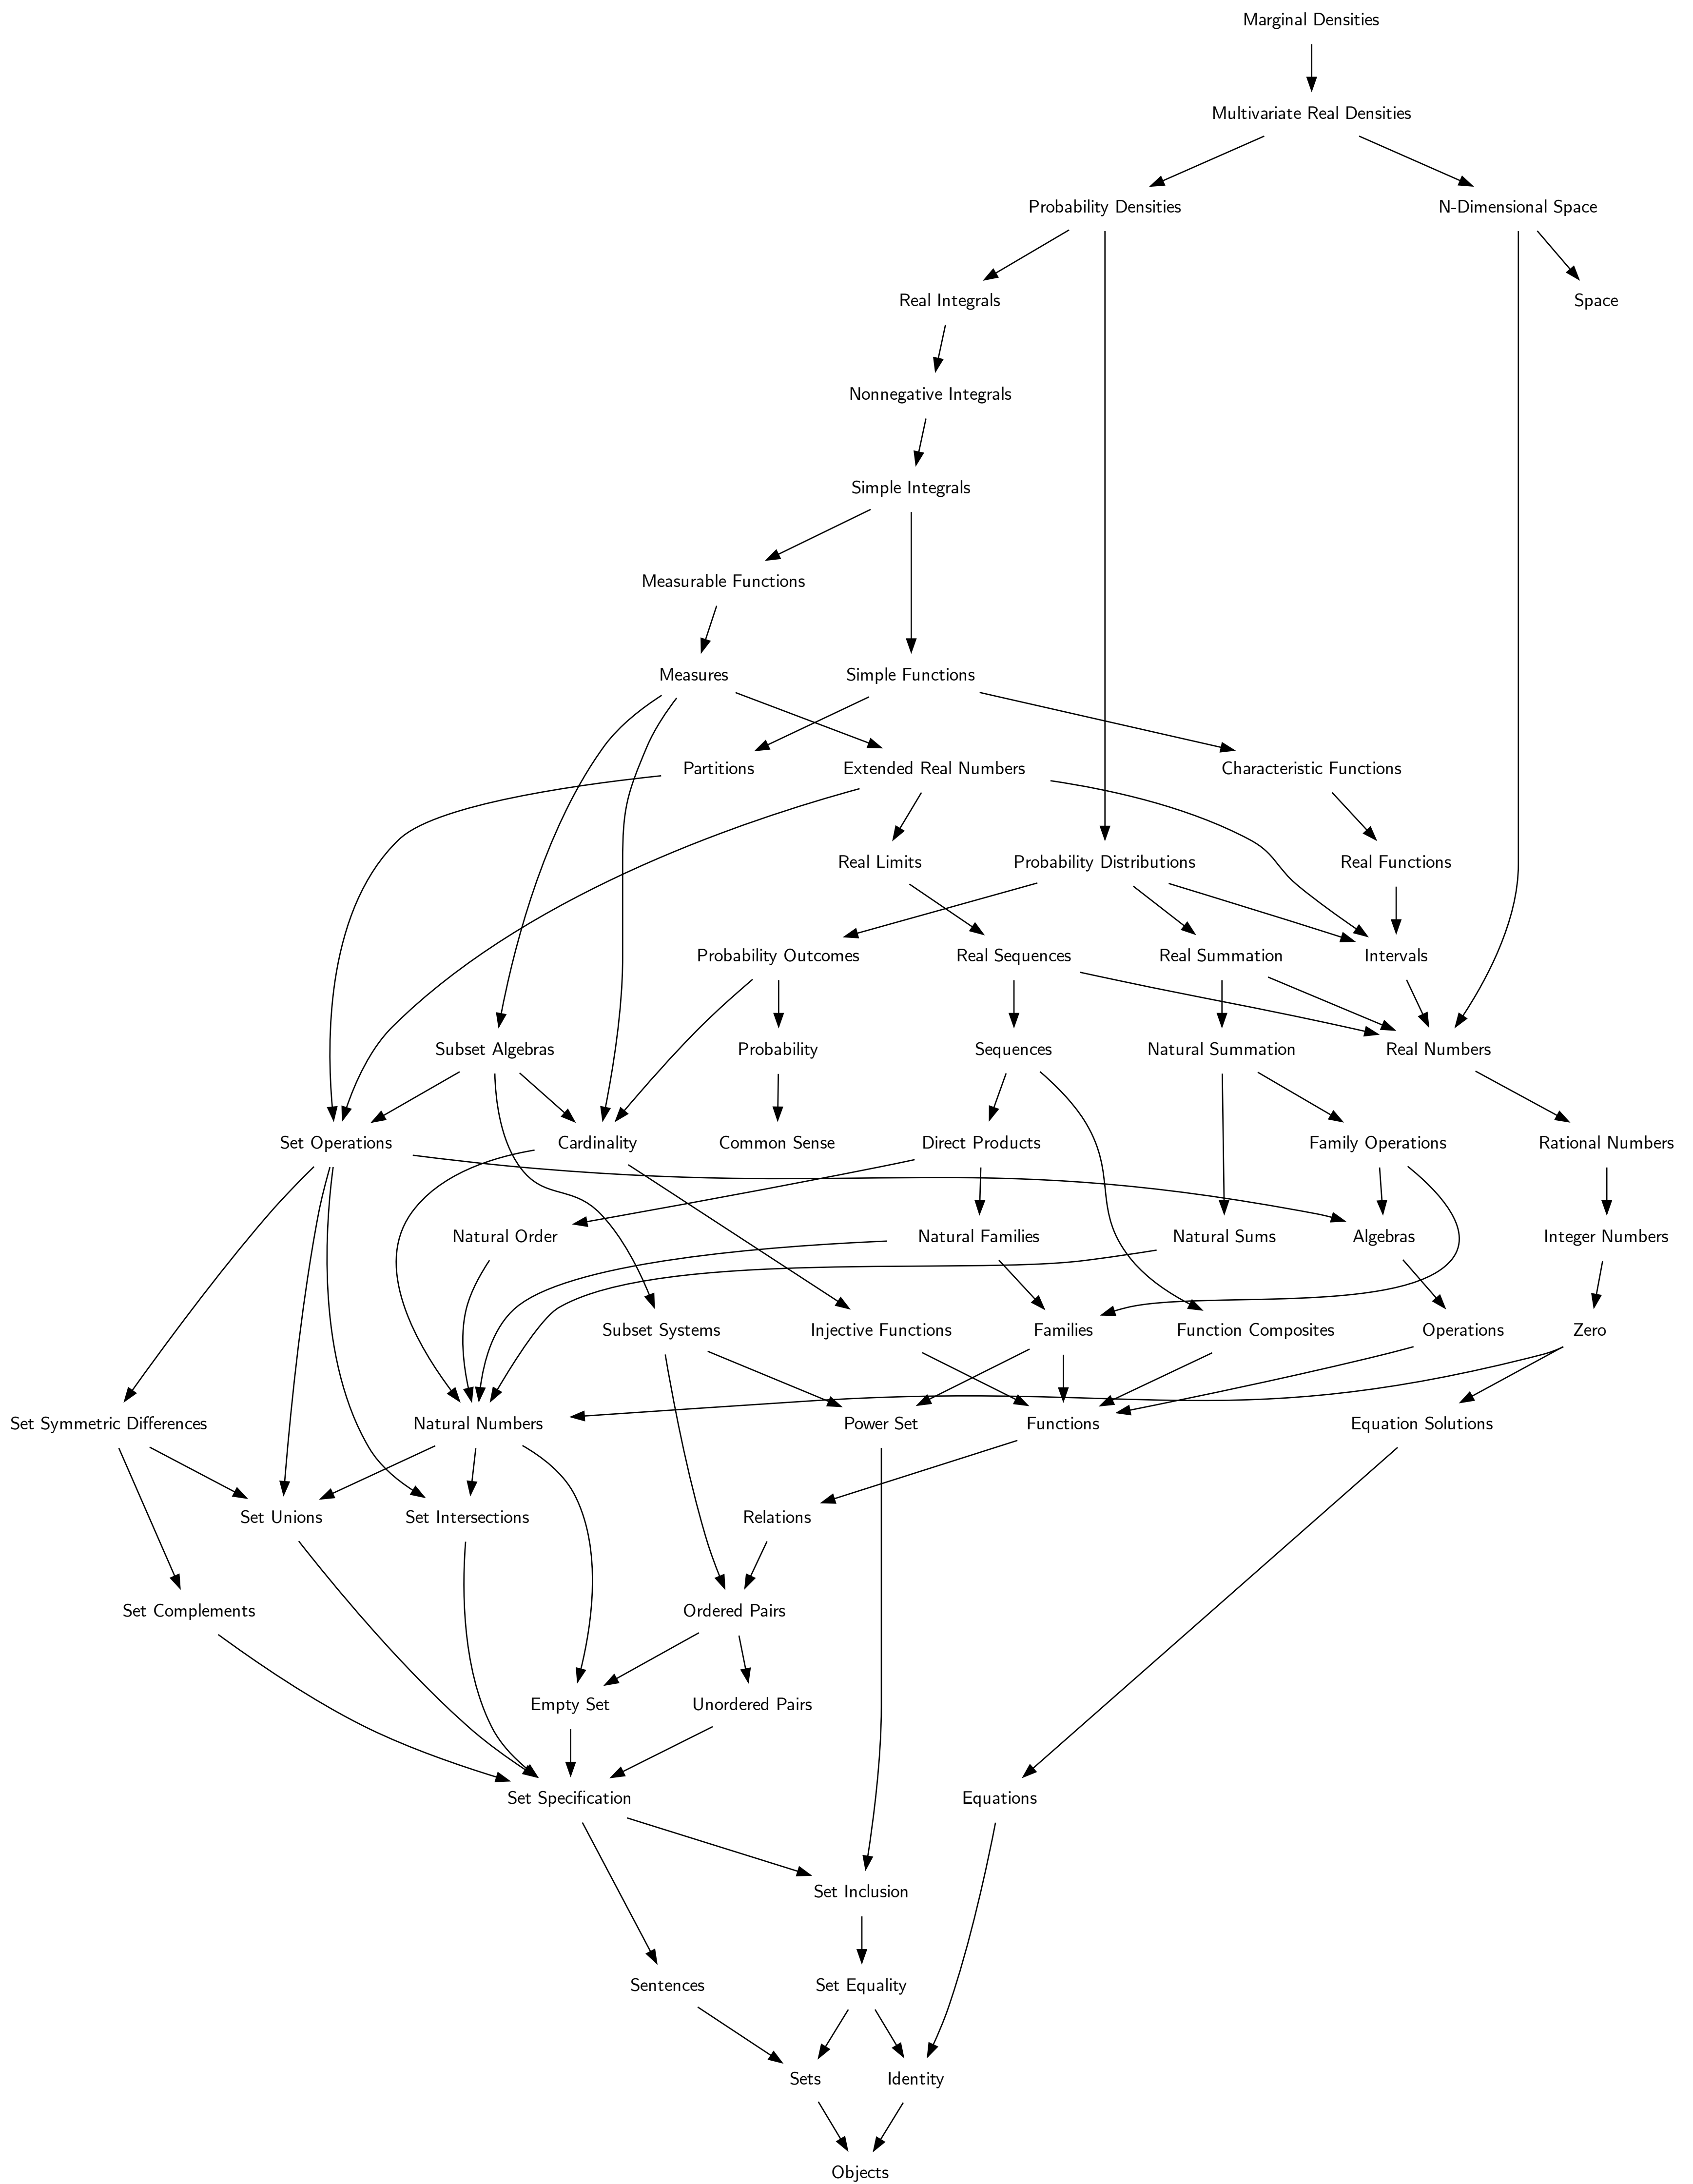 Marginal Densities
Multivariate Real Densities
Probability Densities
N-Dimensional Space
Real Integrals
Space
Nonnegative Integrals
Simple Integrals
Measurable Functions
Measures
Simple Functions
Partitions
Extended Real Numbers
Characteristic Functions
Real Limits
Probability Distributions
Real Functions
Probability Outcomes
Real Sequences
Real Summation
Intervals
Subset Algebras
Probability
Sequences
Natural Summation
Real Numbers
Set Operations
Cardinality
Common Sense
Direct Products
Family Operations
Rational Numbers
Natural Order
Natural Families
Natural Sums
Algebras
Integer Numbers
Subset Systems
Injective Functions
Families
Function Composites
Operations
Zero
Set Symmetric Differences
Natural Numbers
Power Set
Functions
Equation Solutions
Set Unions
Set Intersections
Relations
Set Complements
Ordered Pairs
Empty Set
Unordered Pairs
Set Specification
Equations
Set Inclusion
Sentences
Set Equality
Sets
Identity
Objects